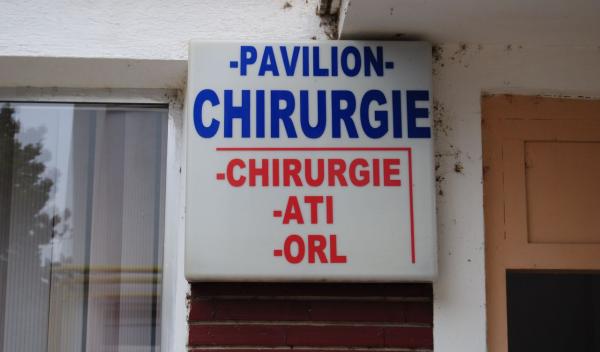 -PAVILION-
CHIRURGIE
-CHIRURGIE
-ATI
-ORL